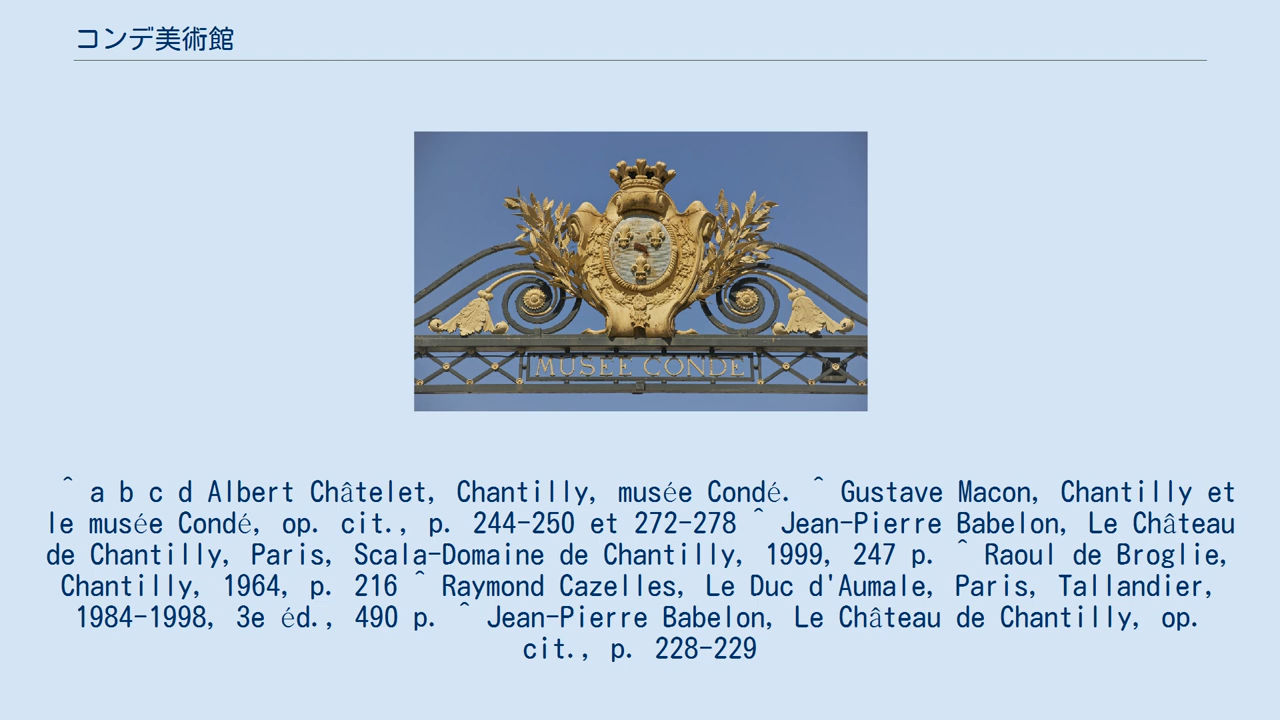 コンデ美術館
MUSEE CONDE
^ a b c d Albert Châtelet, Chantilly, musée Condé. ^ Gustave Macon, Chantilly et
le musée Condé, op. cit., p. 244-250 et 272-278 ^ Jean-Pierre Babelon, Le Château
de Chantilly, Paris, Scala-Domaine de Chantilly, 1999, 247 p. ^ Raoul de Broglie,
Chantilly, 1964, p. 216 ^ Raymond Cazelles, Le Duc d'Aumale, Paris, Tallandier,
1984-1998, 3e éd., 490 p. ^ Jean-Pierre Babelon, Le Château de Chantilly, op.
cit., p. 228-229